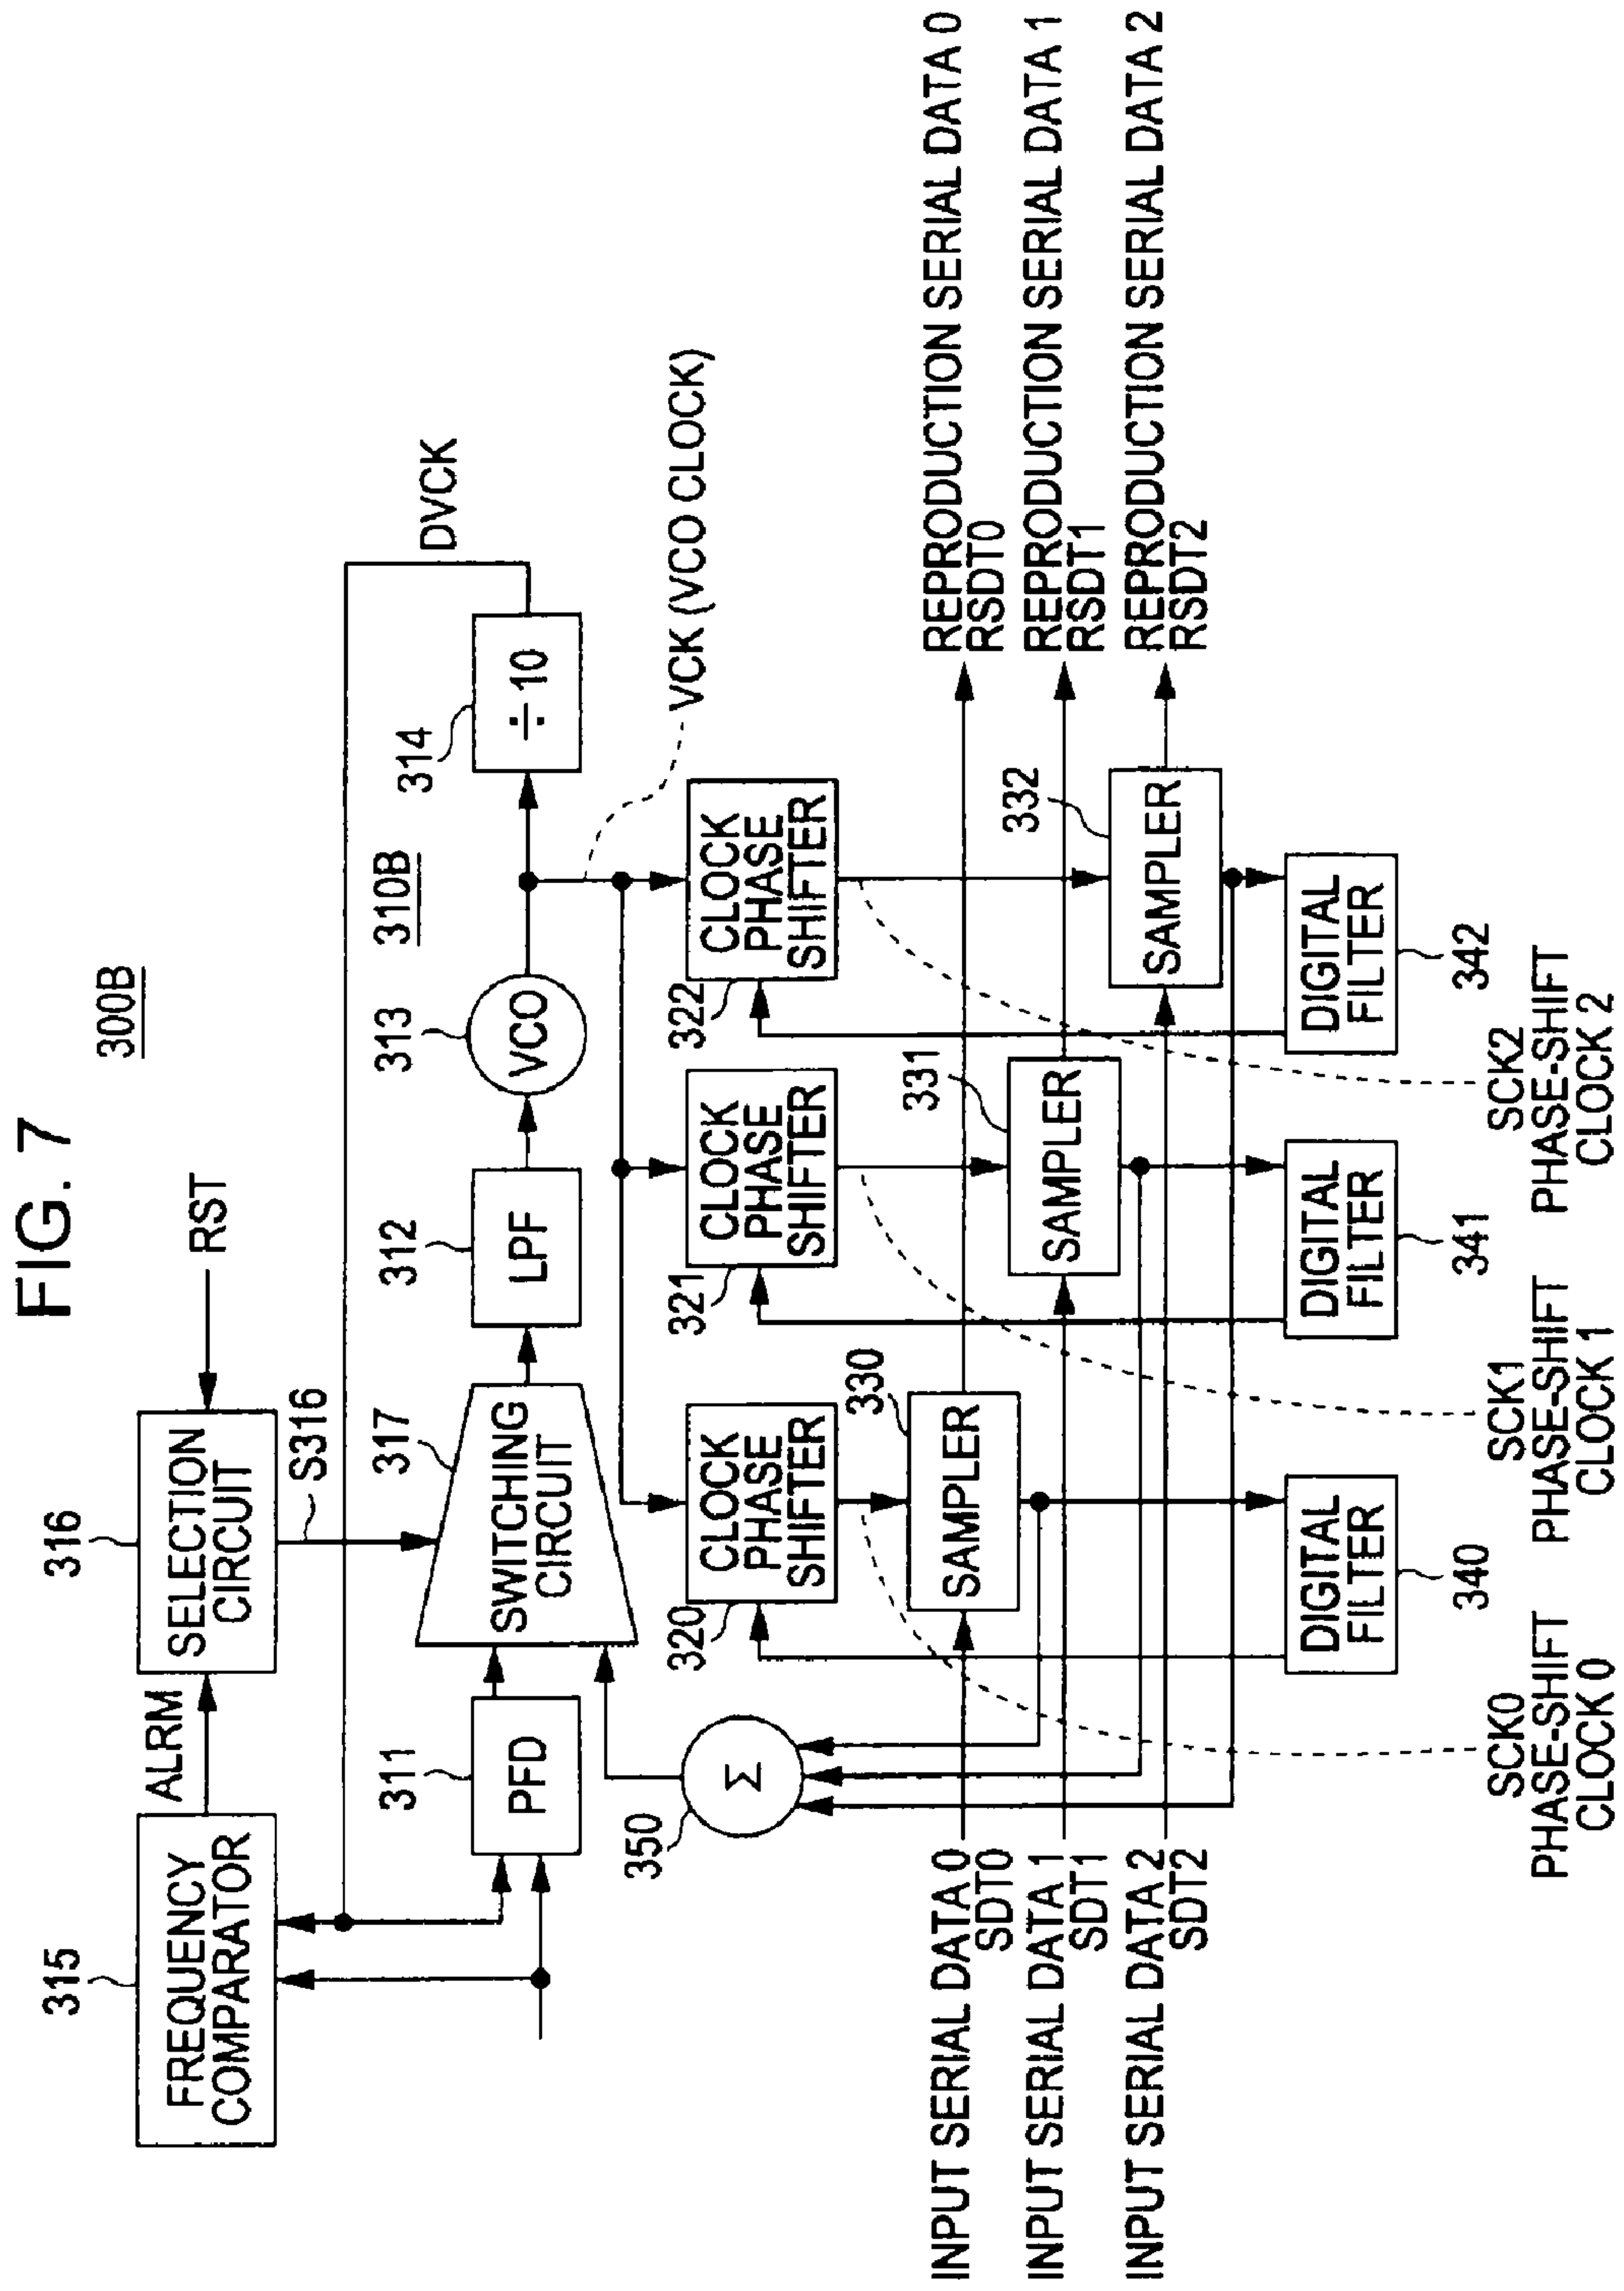 FIG. 7
300B
315
FREQUENCY
COMPARATOR
ALRM
316
SELECTION
CIRCUIT
RST
S316
311
PFD
317
SWITCHING
CIRCUIT
312
LPF
313
VCO
310B
314
÷ 10
DVCK
VCK (VCO CLOCK)
350
Σ
320
CLOCK
PHASE
SHIFTER
321
CLOCK
PHASE
SHIFTER
322
CLOCK
PHASE
SHIFTER
330
SAMPLER
331
SAMPLER
332
SAMPLER
INPUT SERIAL DATA 0
SDT0
INPUT SERIAL DATA 1
SDT1
INPUT SERIAL DATA 2
SDT2
REPRODUCTION SERIAL DATA 0
RSDT0
REPRODUCTION SERIAL DATA 1
RSDT1
REPRODUCTION SERIAL DATA 2
RSDT2
DIGITAL
FILTER
340
DIGITAL
FILTER
341
DIGITAL
FILTER
342
SCK0
PHASE-SHIFT
CLOCK 0
SCK1
PHASE-SHIFT
CLOCK 1
SCK2
PHASE-SHIFT
CLOCK 2